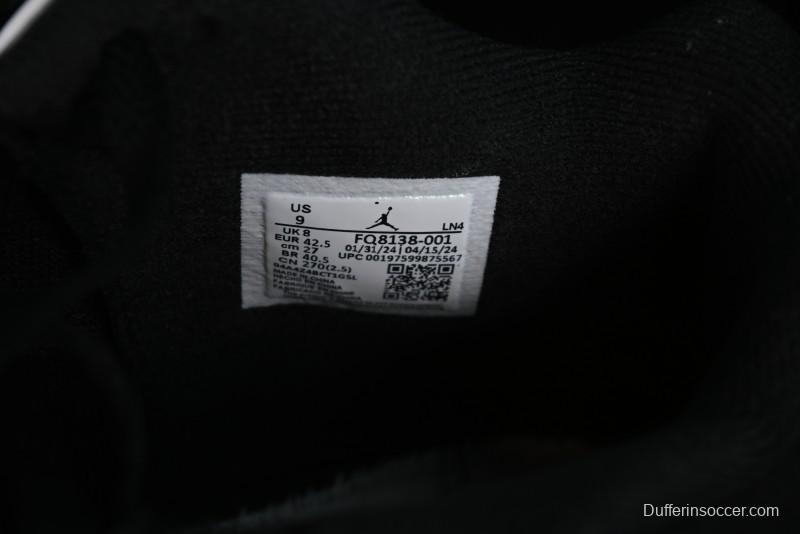 US
9
LN4
UK 8
EUR 42.5
cm 27
BR 40.5
CN 270(2.5)
FQ8138-001
01/31/24 | 04/15/24
UPC 00197599875567
MADE IN CHINA
Dufferinsoccer.com